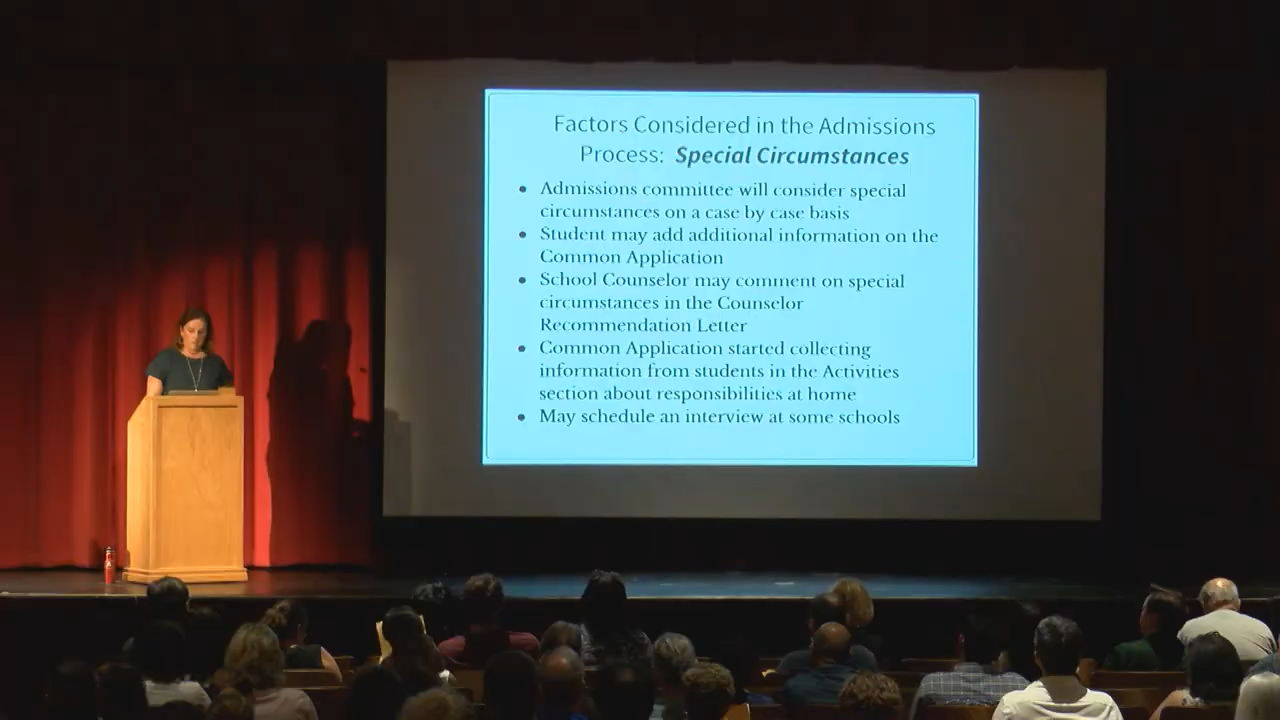 Factors Considered in the Admissions
Process: Special Circumstances
• Admissions committee will consider special
circumstances on a case by case basis
• Student may add additional information on the
Common Application
• School Counselor may comment on special
circumstances in the Counselor
Recommendation Letter
• Common Application started collecting
information from students in the Activities
section about responsibilities at home
• May schedule an interview at some schools